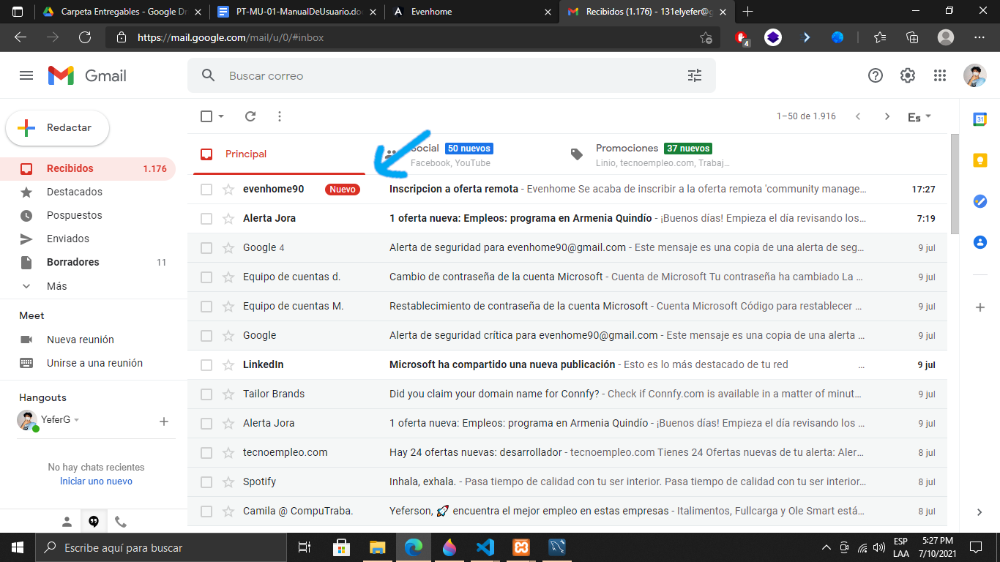 Carpeta Entregables - Google Dr
PT-MU-01-ManualDeUsuario.do
Evenhome
Recibidos (1.176) - 131elyefer@g
https://mail.google.com/mail/u/0/#inbox
4
Gmail
Buscar correo
Redactar
1–50 de 1.916
Es
31
Principal
Social 50 nuevos
Facebook, YouTube
Promociones 37 nuevos
Linio, tecnoempleo.com, Trabaj...
Recibidos 1.176
Destacados
Pospuestos
Enviados
Borradores 11
Más
Meet
Nueva reunión
Unirse a una reunión
Hangouts
YeferG
No hay chats recientes
Iniciar uno nuevo
evenhome90 Nuevo Inscripcion a oferta remota - Evenhome Se acaba de inscribir a la oferta remota 'community manage... 17:27
Alerta Jora 1 oferta nueva: Empleos: programa en Armenia Quindío - ¡Buenos días! Empieza el día revisando los... 7:19
Google 4 Alerta de seguridad para evenhome90@gmail.com - Este mensaje es una copia de una alerta de seg... 9 jul
Equipo de cuentas d. Cambio de contraseña de la cuenta Microsoft - Cuenta de Microsoft Tu contraseña ha cambiado La ... 9 jul
Equipo de cuentas M. Restablecimiento de contraseña de la cuenta Microsoft - Cuenta Microsoft Código para restablecer ... 9 jul
Google Alerta de seguridad crítica para evenhome90@gmail.com - Este mensaje es una copia de una alerta ... 9 jul
LinkedIn Microsoft ha compartido una nueva publicación - Esto es lo más destacado de tu red ... 9 jul
Tailor Brands Did you claim your domain name for Connfy? - Check if Connfy.com is available in a matter of minut... 9 jul
Alerta Jora 1 oferta nueva: Empleos: programa en Armenia Quindío - ¡Buenos días! Empieza el día revisando los ... 9 jul
tecnoempleo.com Hay 24 ofertas nuevas: desarrollador - tecnoempleo.com Tienes 24 Ofertas nuevas de tu alerta: Aler... 8 jul
Spotify Inhala, exhala. - Pasa tiempo de calidad con tu ser interior. Pasa tiempo de calidad con tu ser interior... 8 jul
Camila @ CompuTraba. Yeferson, 🚀 encuentra el mejor empleo en estas empresas - Italimentos, Fullcarga y Ole Smart está... 8 jul
Escribe aquí para buscar
ESP
LAA
5:27 PM
7/10/2021